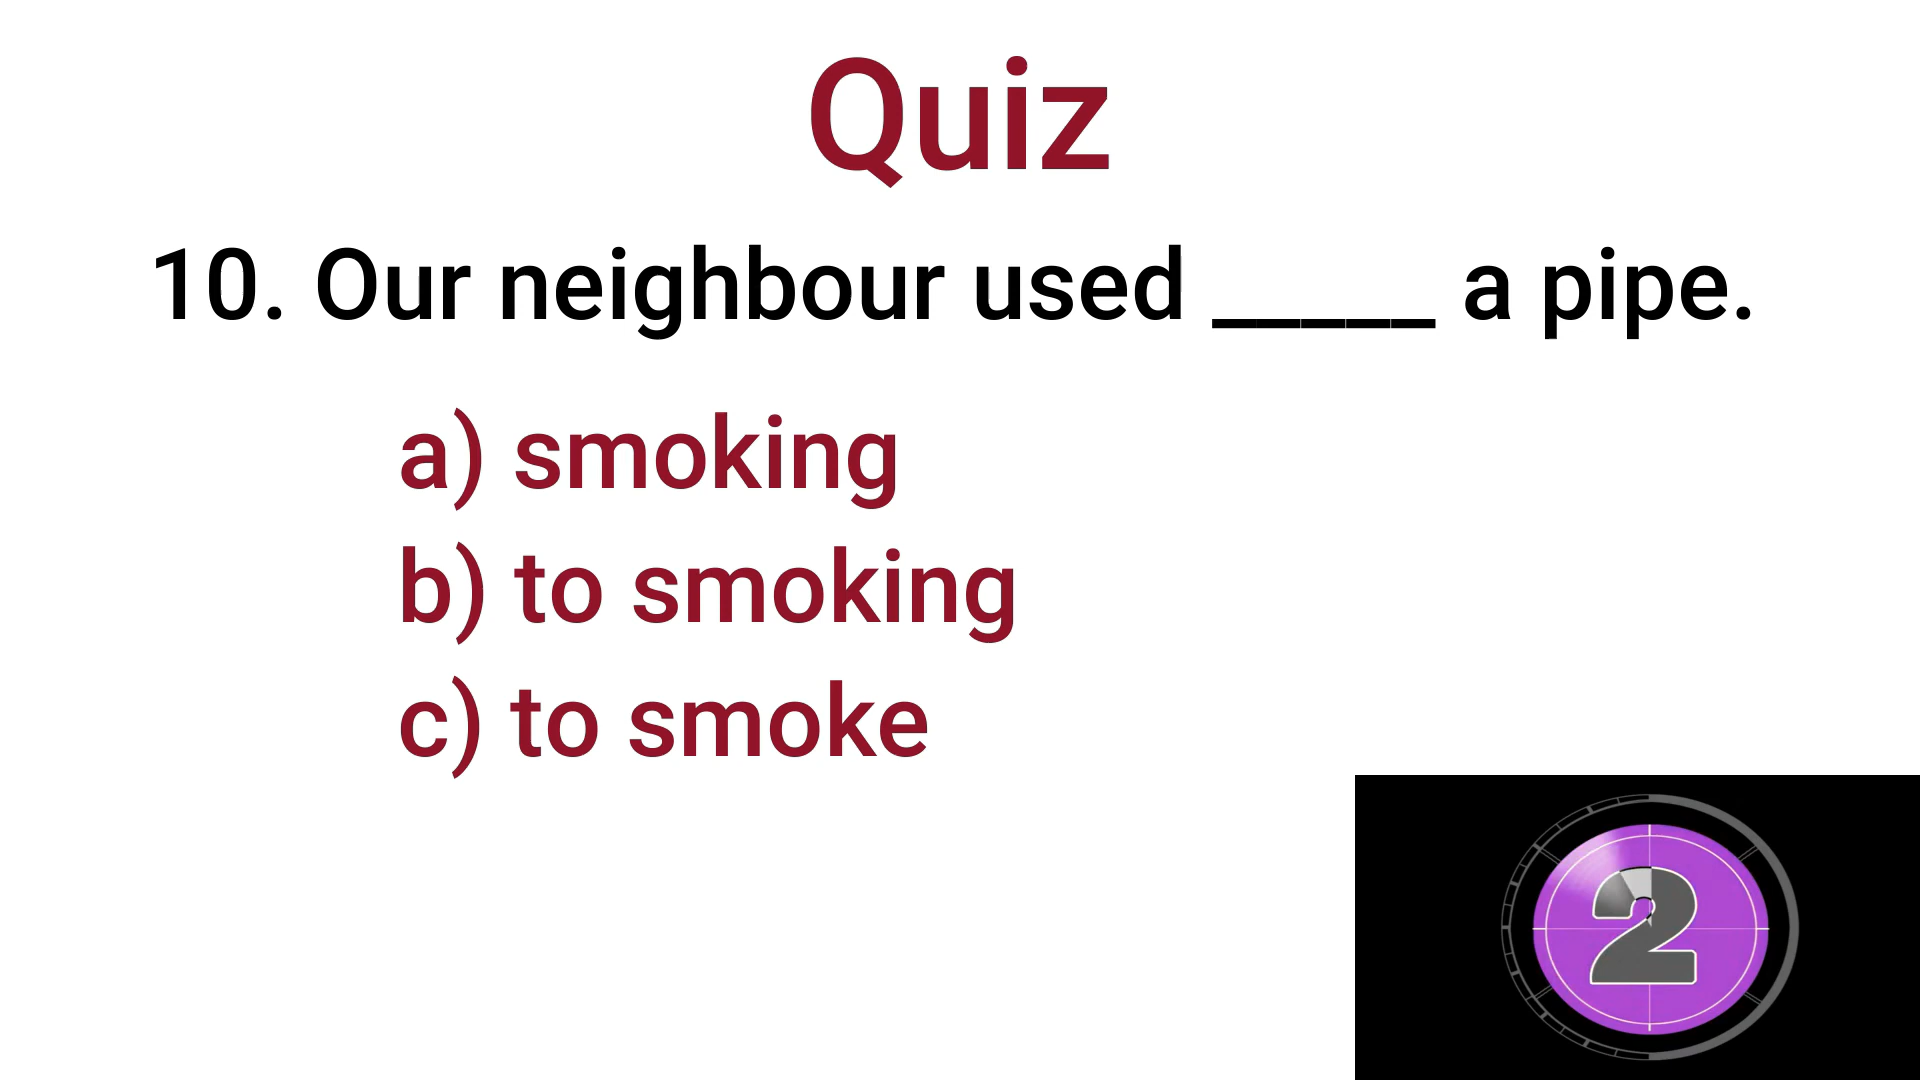 Quiz
10. Our neighbour used _____ a pipe.
a) smoking
b) to smoking
c) to smoke
2